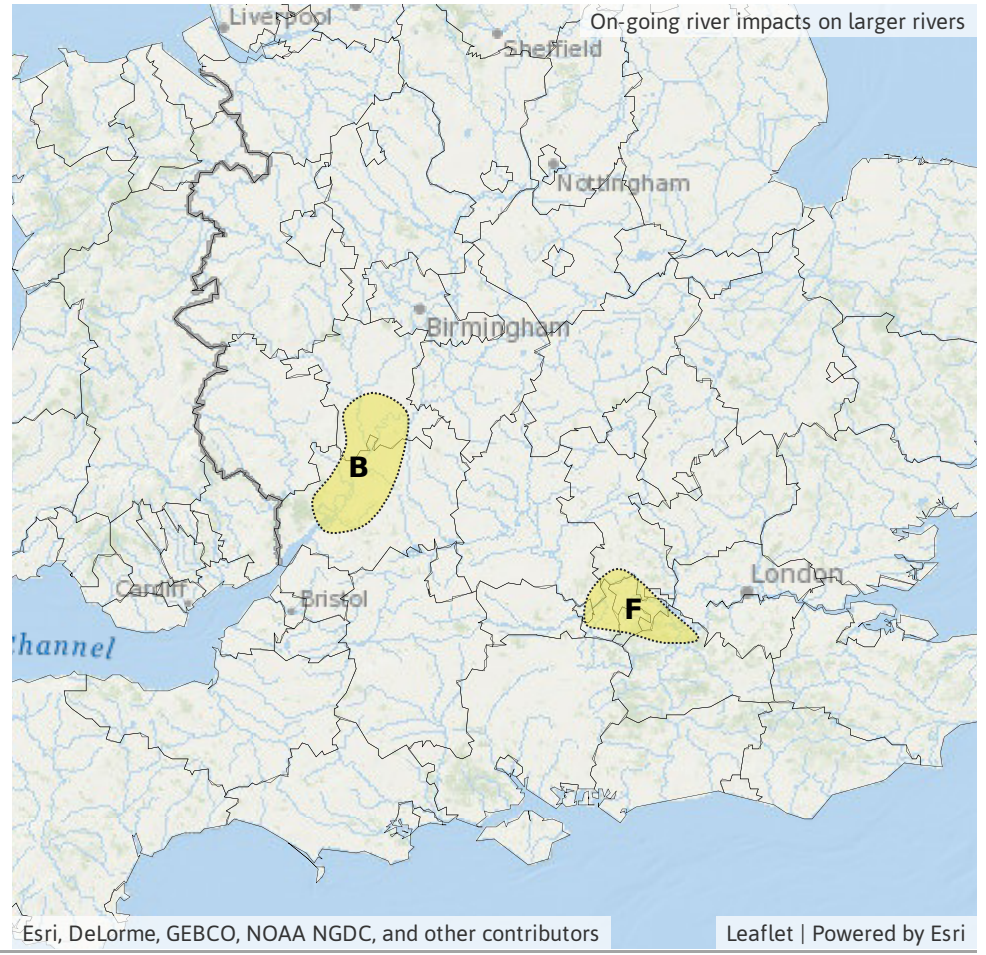 Liverpool
On-going river impacts on larger rivers
Sheffield
Nottingham
Birmingham
B
London
Cardiff
Bristol
F
hannel
Esri, DeLorme, GEBCO, NOAA NGDC, and other contributors
Leaflet | Powered by Esri